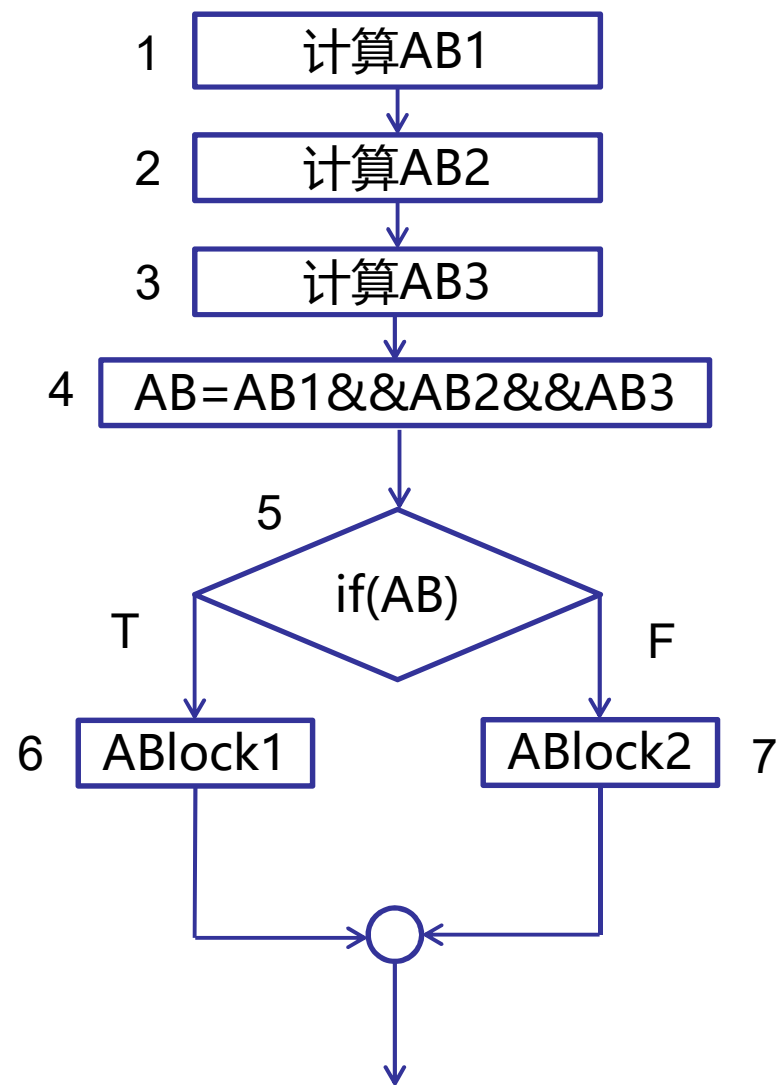 1 计算AB1
2 计算AB2
3 计算AB3
4 AB=AB1&&AB2&&AB3
5
if(AB)
T F
6 ABlock1 ABlock2 7